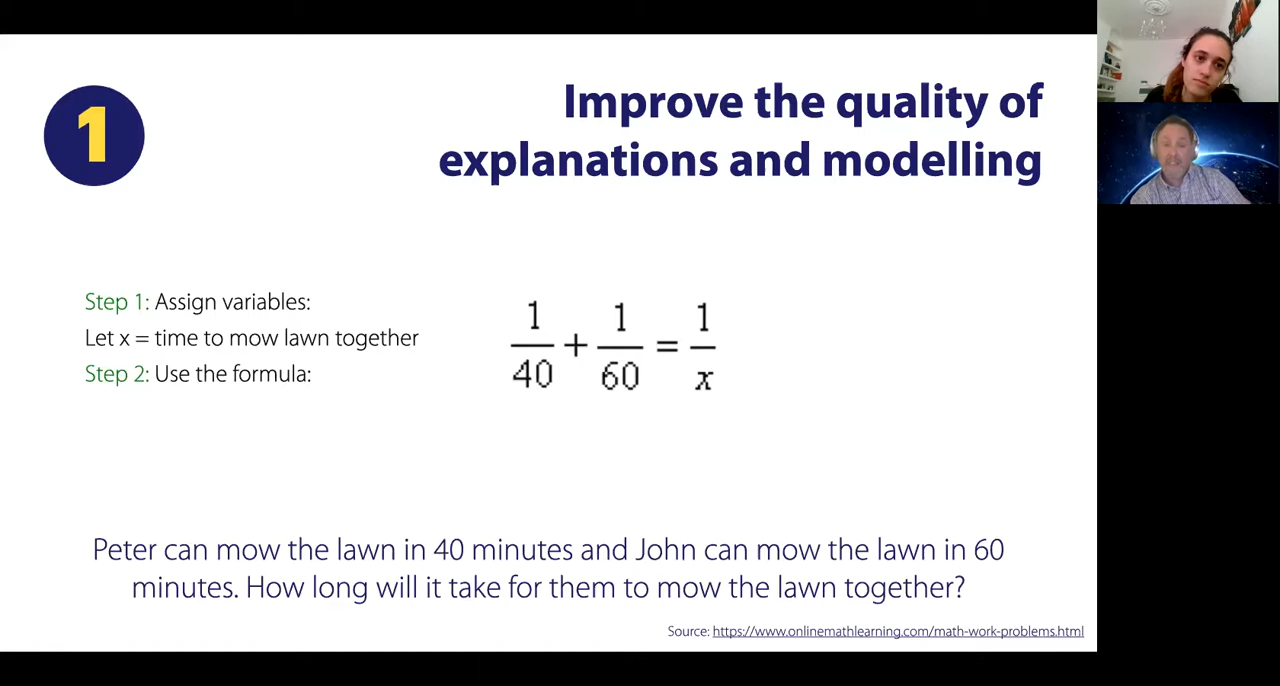 1
Improve the quality of
explanations and modelling
Step 1: Assign variables:
Let x = time to mow lawn together
Step 2: Use the formula:
1/40 + 1/60 = 1/x
Peter can mow the lawn in 40 minutes and John can mow the lawn in 60
minutes. How long will it take for them to mow the lawn together?
Source: https://www.onlinemathlearning.com/math-work-problems.html